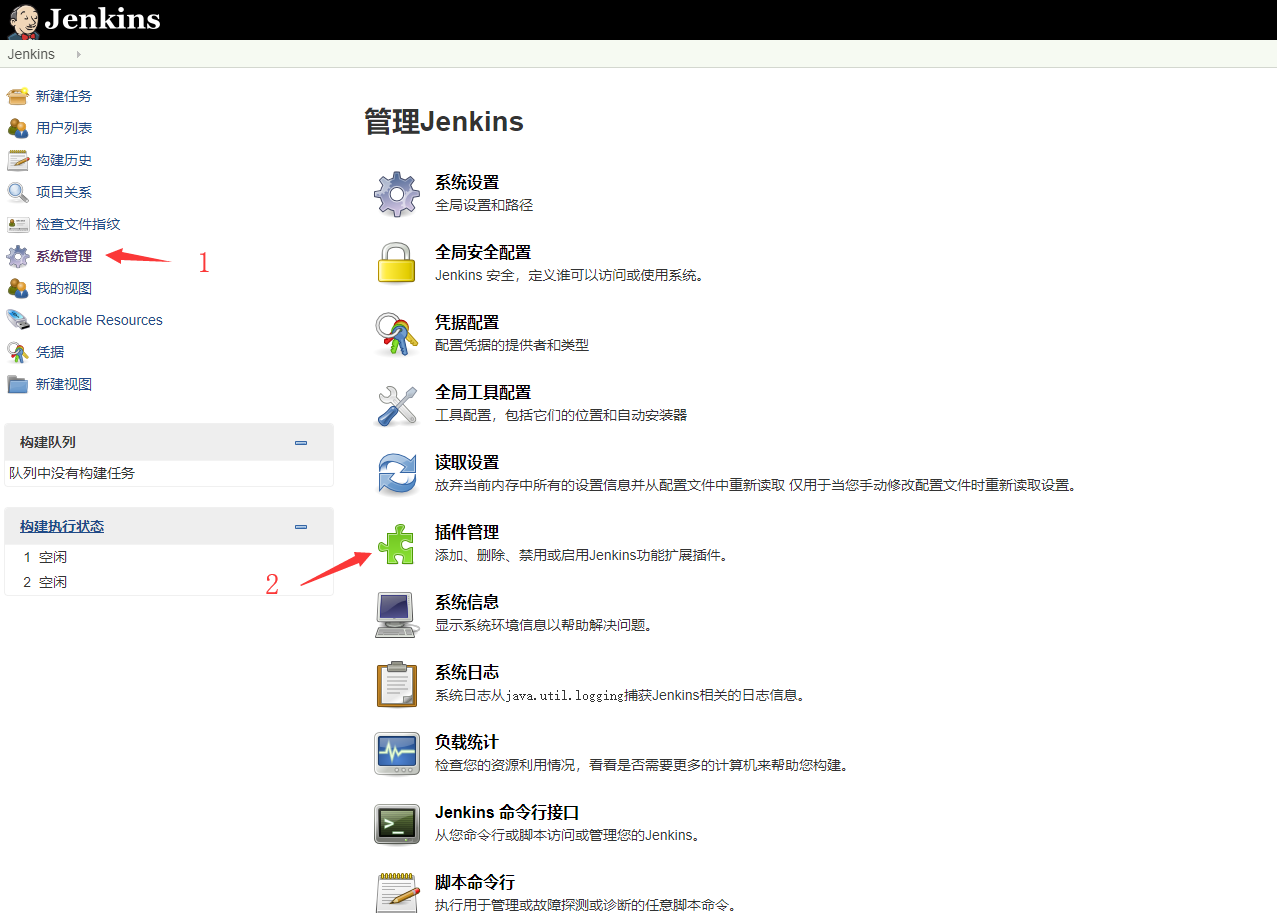 Jenkins
Jenkins
新建任务
用户列表
构建历史
项目关系
检查文件指纹
系统管理
1
我的视图
Lockable Resources
凭据
新建视图
构建队列
队列中没有构建任务
构建执行状态
1 空闲
2 空闲
管理Jenkins
系统设置
全局设置和路径
全局安全配置
Jenkins 安全，定义谁可以访问或使用系统。
凭据配置
配置凭据的提供者和类型
全局工具配置
工具配置，包括它们的位置和自动安装器
读取设置
放弃当前内存中所有的设置信息并从配置文件中重新读取 仅用于当您手动修改配置文件时重新读取设置。
插件管理
添加、删除、禁用或启用Jenkins功能扩展插件。
2
系统信息
显示系统环境信息以帮助解决问题。
系统日志
系统日志从java.util.logging捕获Jenkins相关的日志信息。
负载统计
检查您的资源利用情况，看看是否需要更多的计算机来帮助您构建。
Jenkins 命令行接口
从您命令行或脚本访问或管理您的Jenkins。
脚本命令行
执行用于管理或故障探测或诊断的任意脚本命令。